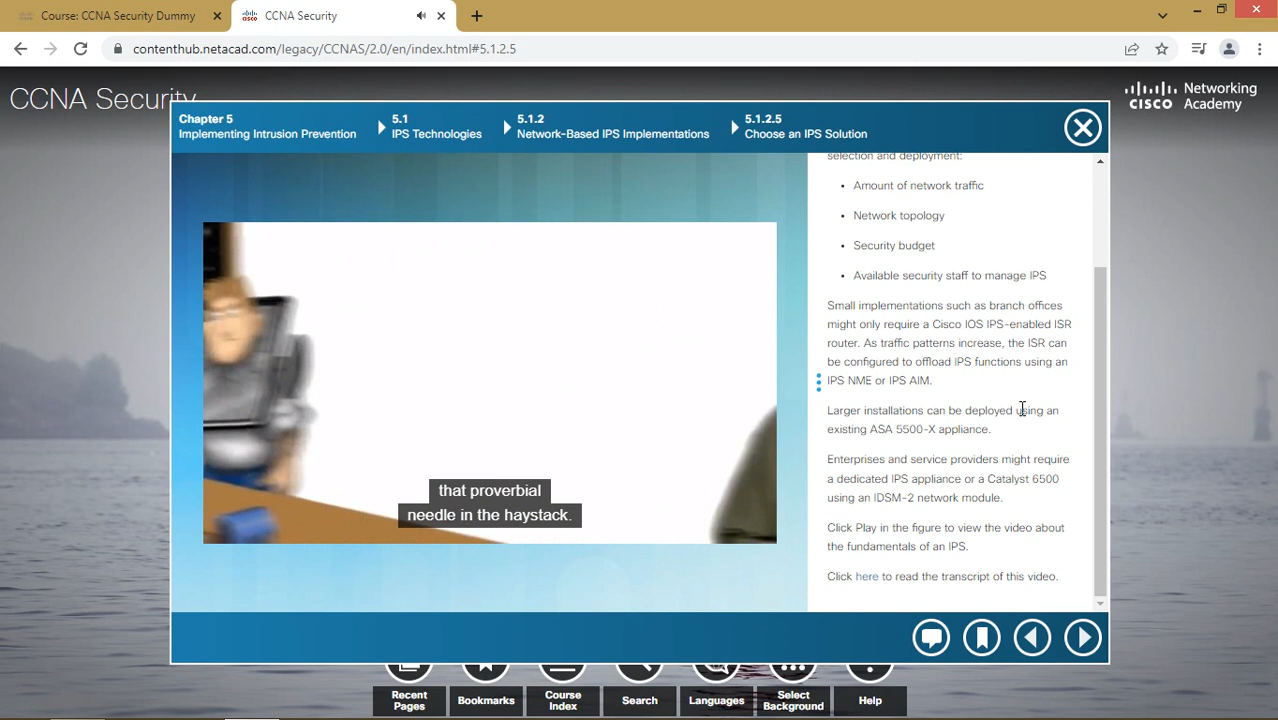 Course: CCNA Security Dummy
CCNA Security
contenthub.netacad.com/legacy/CCNAS/2.0/en/index.html#5.1.2.5
CCNA Security
Networking
CISCO Academy
Chapter 5
Implementing Intrusion Prevention
5.1
IPS Technologies
5.1.2
Network-Based IPS Implementations
5.1.2.5
Choose an IPS Solution
selection and deployment:
• Amount of network traffic
• Network topology
• Security budget
• Available security staff to manage IPS
Small implementations such as branch offices
might only require a Cisco IOS IPS-enabled ISR
router. As traffic patterns increase, the ISR can
be configured to offload IPS functions using an
IPS NME or IPS AIM.
Larger installations can be deployed using an
existing ASA 5500-X appliance.
Enterprises and service providers might require
a dedicated IPS appliance or a Catalyst 6500
using an IDSM-2 network module.
Click Play in the figure to view the video about
the fundamentals of an IPS.
Click here to read the transcript of this video.
that proverbial
needle in the haystack.
Recent
Pages
Bookmarks
Course
Index
Search
Languages
Select
Background
Help